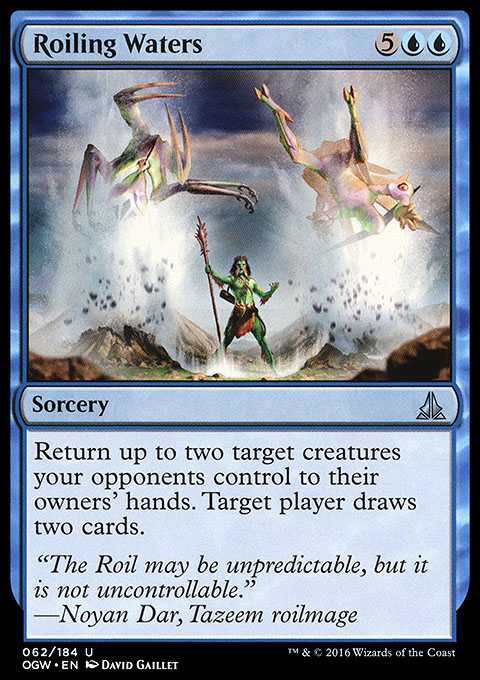 Roiling Waters 5
Sorcery
Return up to two target creatures
your opponents control to their
owners' hands. Target player draws
two cards.
"The Roil may be unpredictable, but it
is not uncontrollable."
—Noyan Dar, Tazeem roilmage
062/184 U
OGW • EN David Gaillet
™ & © 2016 Wizards of the Coast